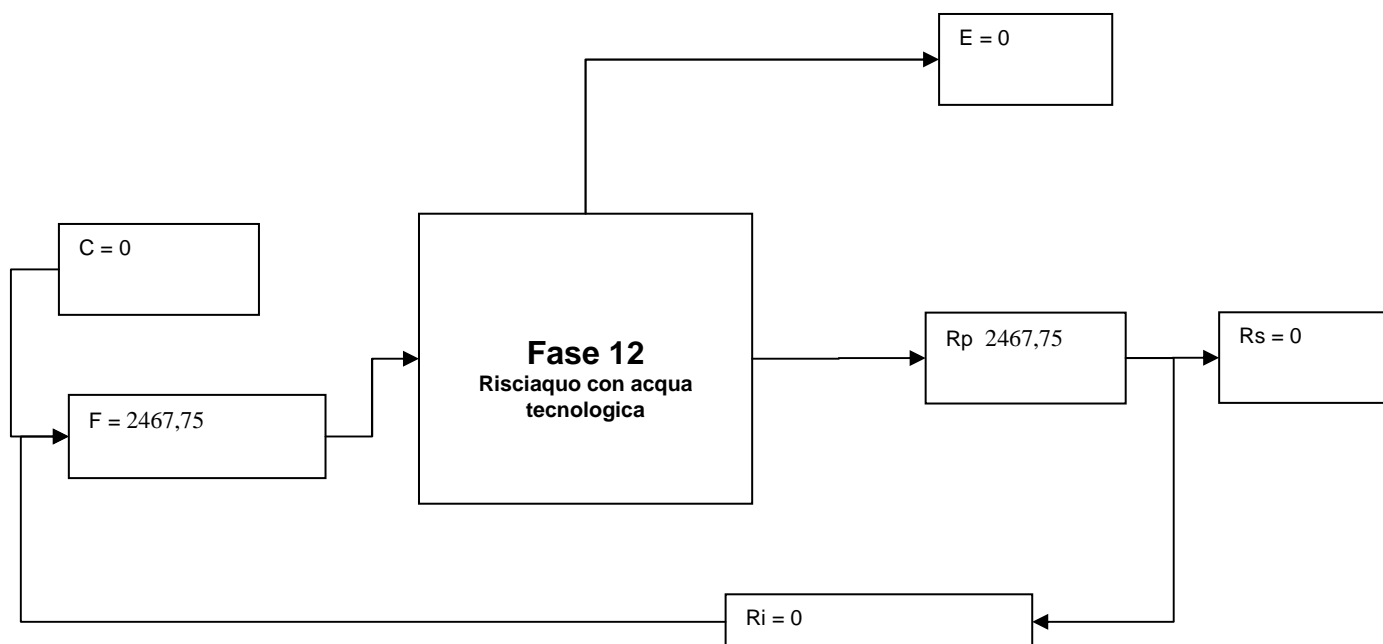 E = 0
C = 0
Fase 12
Risciaquo con acqua
tecnologica
Rp 2467,75
Rs = 0
F = 2467,75
Ri = 0